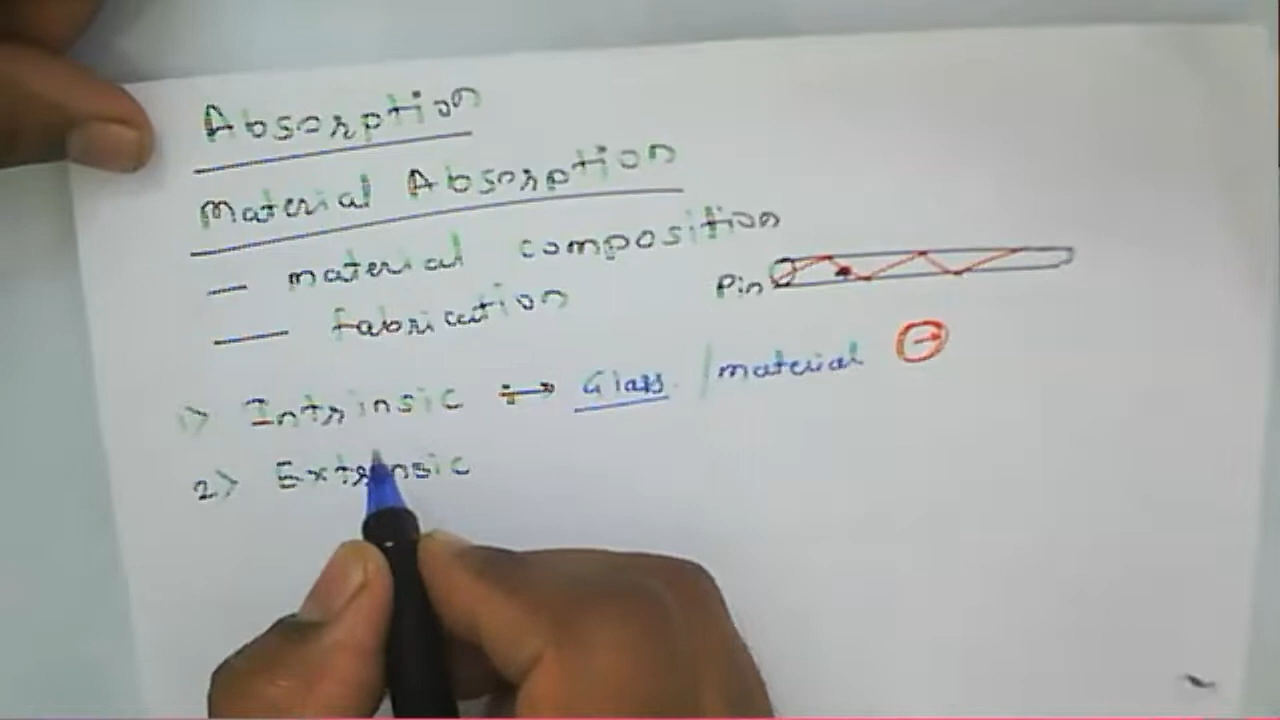 Absorption
Material Absorption
— material composition
— fabrication
Pin
1) Intrinsic → Glass / material
2) Extrinsic